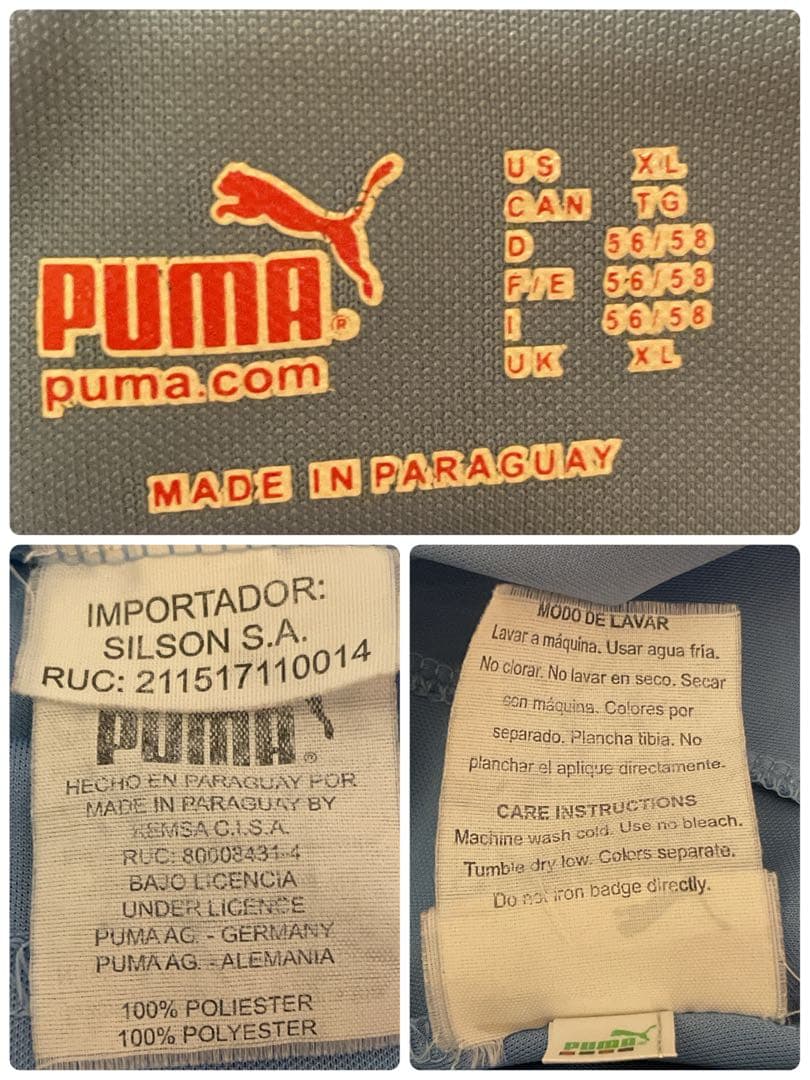 PUMA®
puma.com
US XL
CAN TG
D 56/58
F/E 56/58
I 56/58
UK XL
MADE IN PARAGUAY
IMPORTADOR:
SILSON S.A.
RUC: 211517110014
PUMA®
HECHO EN PARAGUAY POR
MADE IN PARAGUAY BY
KEMSA C.I.S.A.
RUC: 80008431-4
BAJO LICENCIA
UNDER LICENCE
PUMA AG. - GERMANY
PUMA AG. - ALEMANIA
100% POLIESTER
100% POLYESTER
MODO DE LAVAR
Lavar a máquina. Usar agua fría.
No clorar. No lavar en seco. Secar
con máquina. Colores por
separado. Plancha tibia. No
planchar el aplique directamente.
CARE INSTRUCTIONS
Machine wash cold. Use no bleach.
Tumble dry low. Colors separate.
Do not iron badge directly.
PUMA